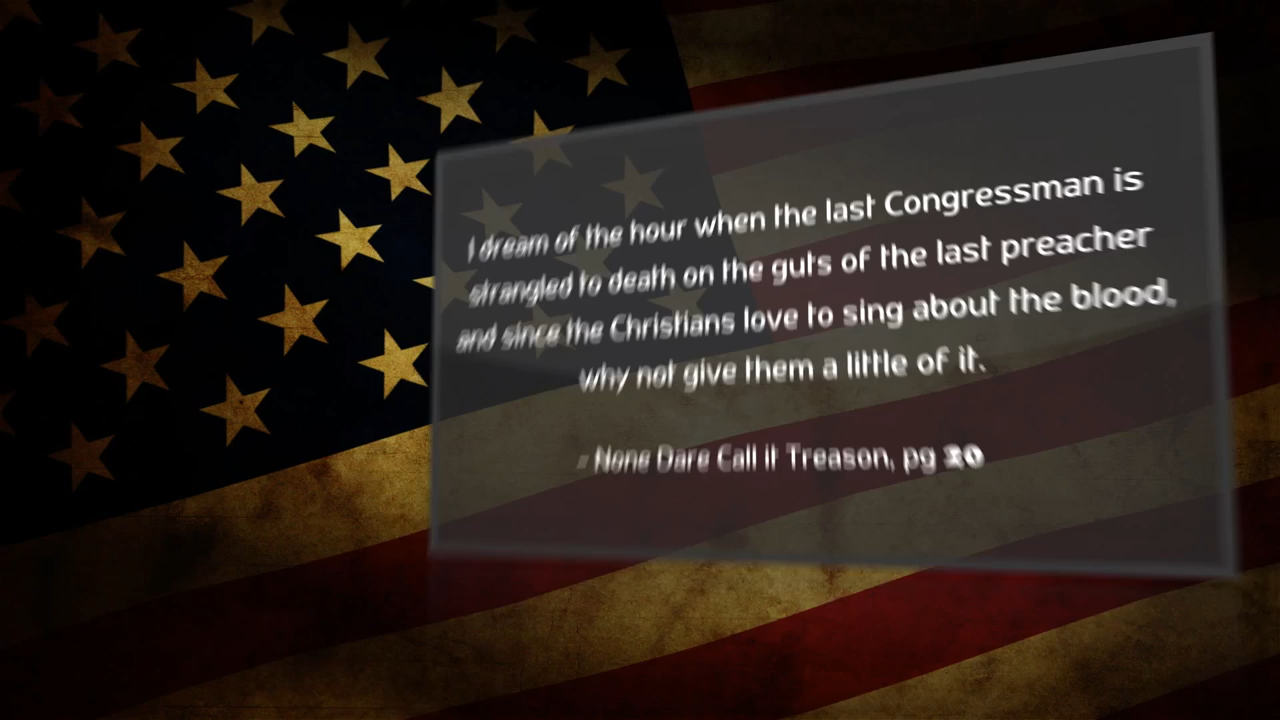 I dream of the hour when the last Congressman is
strangled to death on the guts of the last preacher
and since the Christians love to sing about the blood,
why not give them a little of it.
- None Dare Call it Treason, pg 20